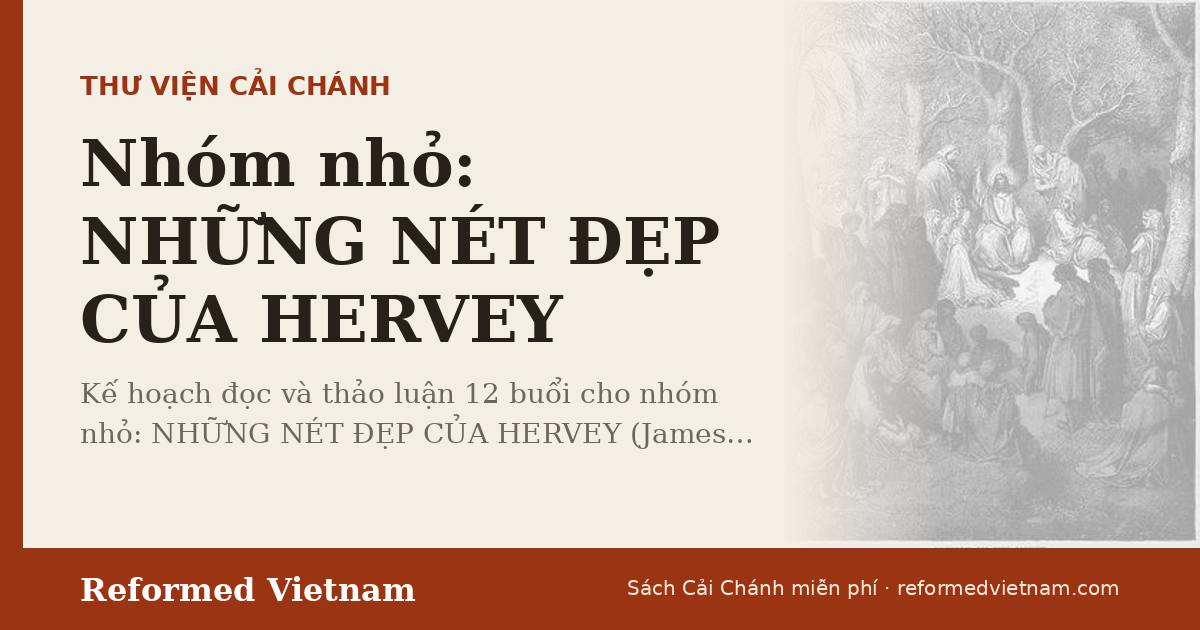 THƯ VIỆN CẢI CHÁNH
Nhóm nhỏ:
NHỮNG NÉT ĐẸP
CỦA HERVEY
Kế hoạch đọc và thảo luận 12 buổi cho nhóm
nhỏ: NHỮNG NÉT ĐẸP CỦA HERVEY (James...
Reformed Vietnam
Sách Cải Chánh miễn phí · reformedvietnam.com